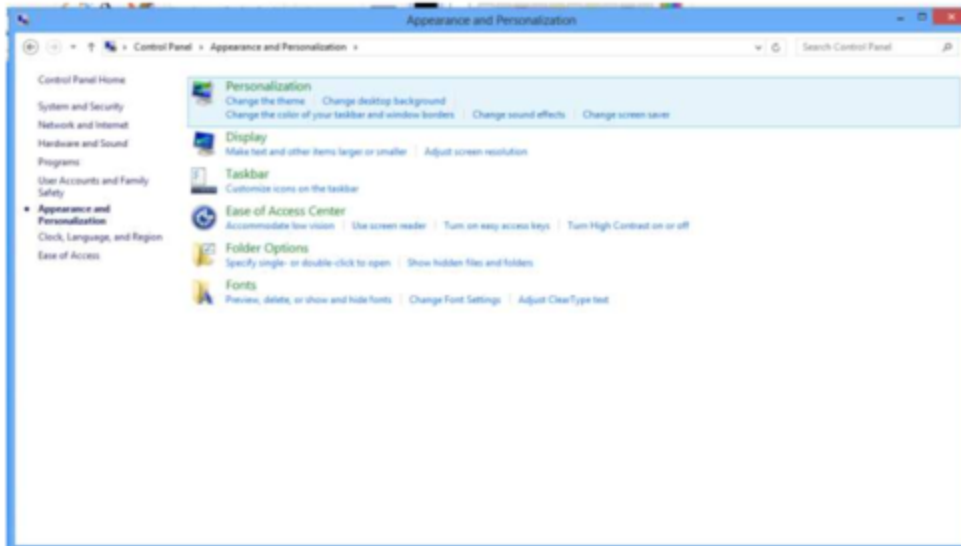 Appearance and Personalization
Control Panel Appearance and Personalization
Search Control Panel
Control Panel Home
System and Security
Network and Internet
Hardware and Sound
Programs
User Accounts and Family
Safety
Appearance and
Personalization
Clock, Language, and Region
Ease of Access
Personalization
Change the theme Change desktop background
Change the color of your taskbar and window borders Change sound effects Change screen saver
Display
Make text and other items larger or smaller Adjust screen resolution
Taskbar
Customize icons on the taskbar
Ease of Access Center
Accommodate low vision Use screen reader Turn on easy access keys Turn High Contrast on or off
Folder Options
Specify single- or double-click to open Show hidden files and folders
Fonts
Preview, delete, or show and hide fonts Change Font Settings Adjust ClearType text